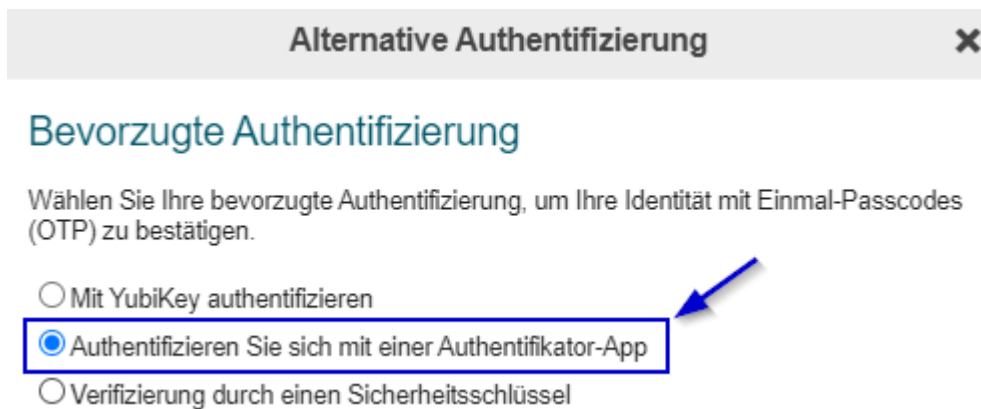 Alternative Authentifizierung
Bevorzugte Authentifizierung
Wählen Sie Ihre bevorzugte Authentifizierung, um Ihre Identität mit Einmal-Passcodes
(OTP) zu bestätigen.
Mit YubiKey authentifizieren
Authentifizieren Sie sich mit einer Authentifikator-App
Verifizierung durch einen Sicherheitsschlüssel